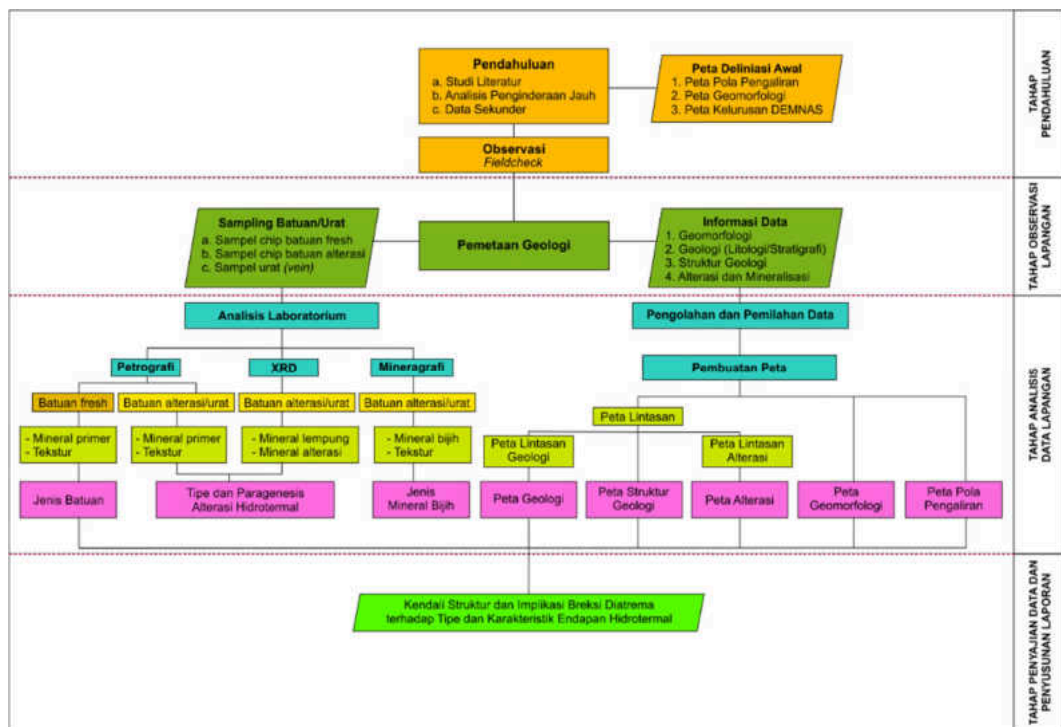 Pendahuluan
a. Studi Literatur
b. Analisis Penginderaan Jauh
c. Data Sekunder
Peta Deliniasi Awal
1. Peta Pola Pengaliran
2. Peta Geomorfologi
3. Peta Kelurusan DEMNAS
Observasi
Fieldcheck
TAHAP
PENDAHULUAN
Sampling Batuan/Urat
a. Sampel chip batuan fresh
b. Sampel chip batuan alterasi
c. Sampel urat (vein)
Pemetaan Geologi
Informasi Data
1. Geomorfologi
2. Geologi (Litologi/Stratigrafi)
3. Struktur Geologi
4. Alterasi dan Mineralisasi
TAHAP OBSERVASI
LAPANGAN
Analisis Laboratorium
Pengolahan dan Pemilahan Data
Petrografi
XRD
Mineragrafi
Pembuatan Peta
Batuan fresh
Batuan alterasi/urat
Batuan alterasi/urat
Batuan alterasi/urat
Peta Lintasan
- Mineral primer
- Tekstur
- Mineral primer
- Tekstur
- Mineral lempung
- Mineral alterasi
- Mineral bijih
- Tekstur
Peta Lintasan
Geologi
Peta Lintasan
Alterasi
Jenis Batuan
Tipe dan Paragenesis
Alterasi Hidrotermal
Jenis
Mineral Bijih
Peta Geologi
Peta Struktur
Geologi
Peta Alterasi
Peta
Geomorfologi
Peta Pola
Pengaliran
TAHAP ANALISIS
DATA LAPANGAN
Kendali Struktur dan Implikasi Breksi Diatrema
terhadap Tipe dan Karakteristik Endapan Hidrotermal
TAHAP PENYAJIAN DATA DAN
PENYUSUNAN LAPORAN